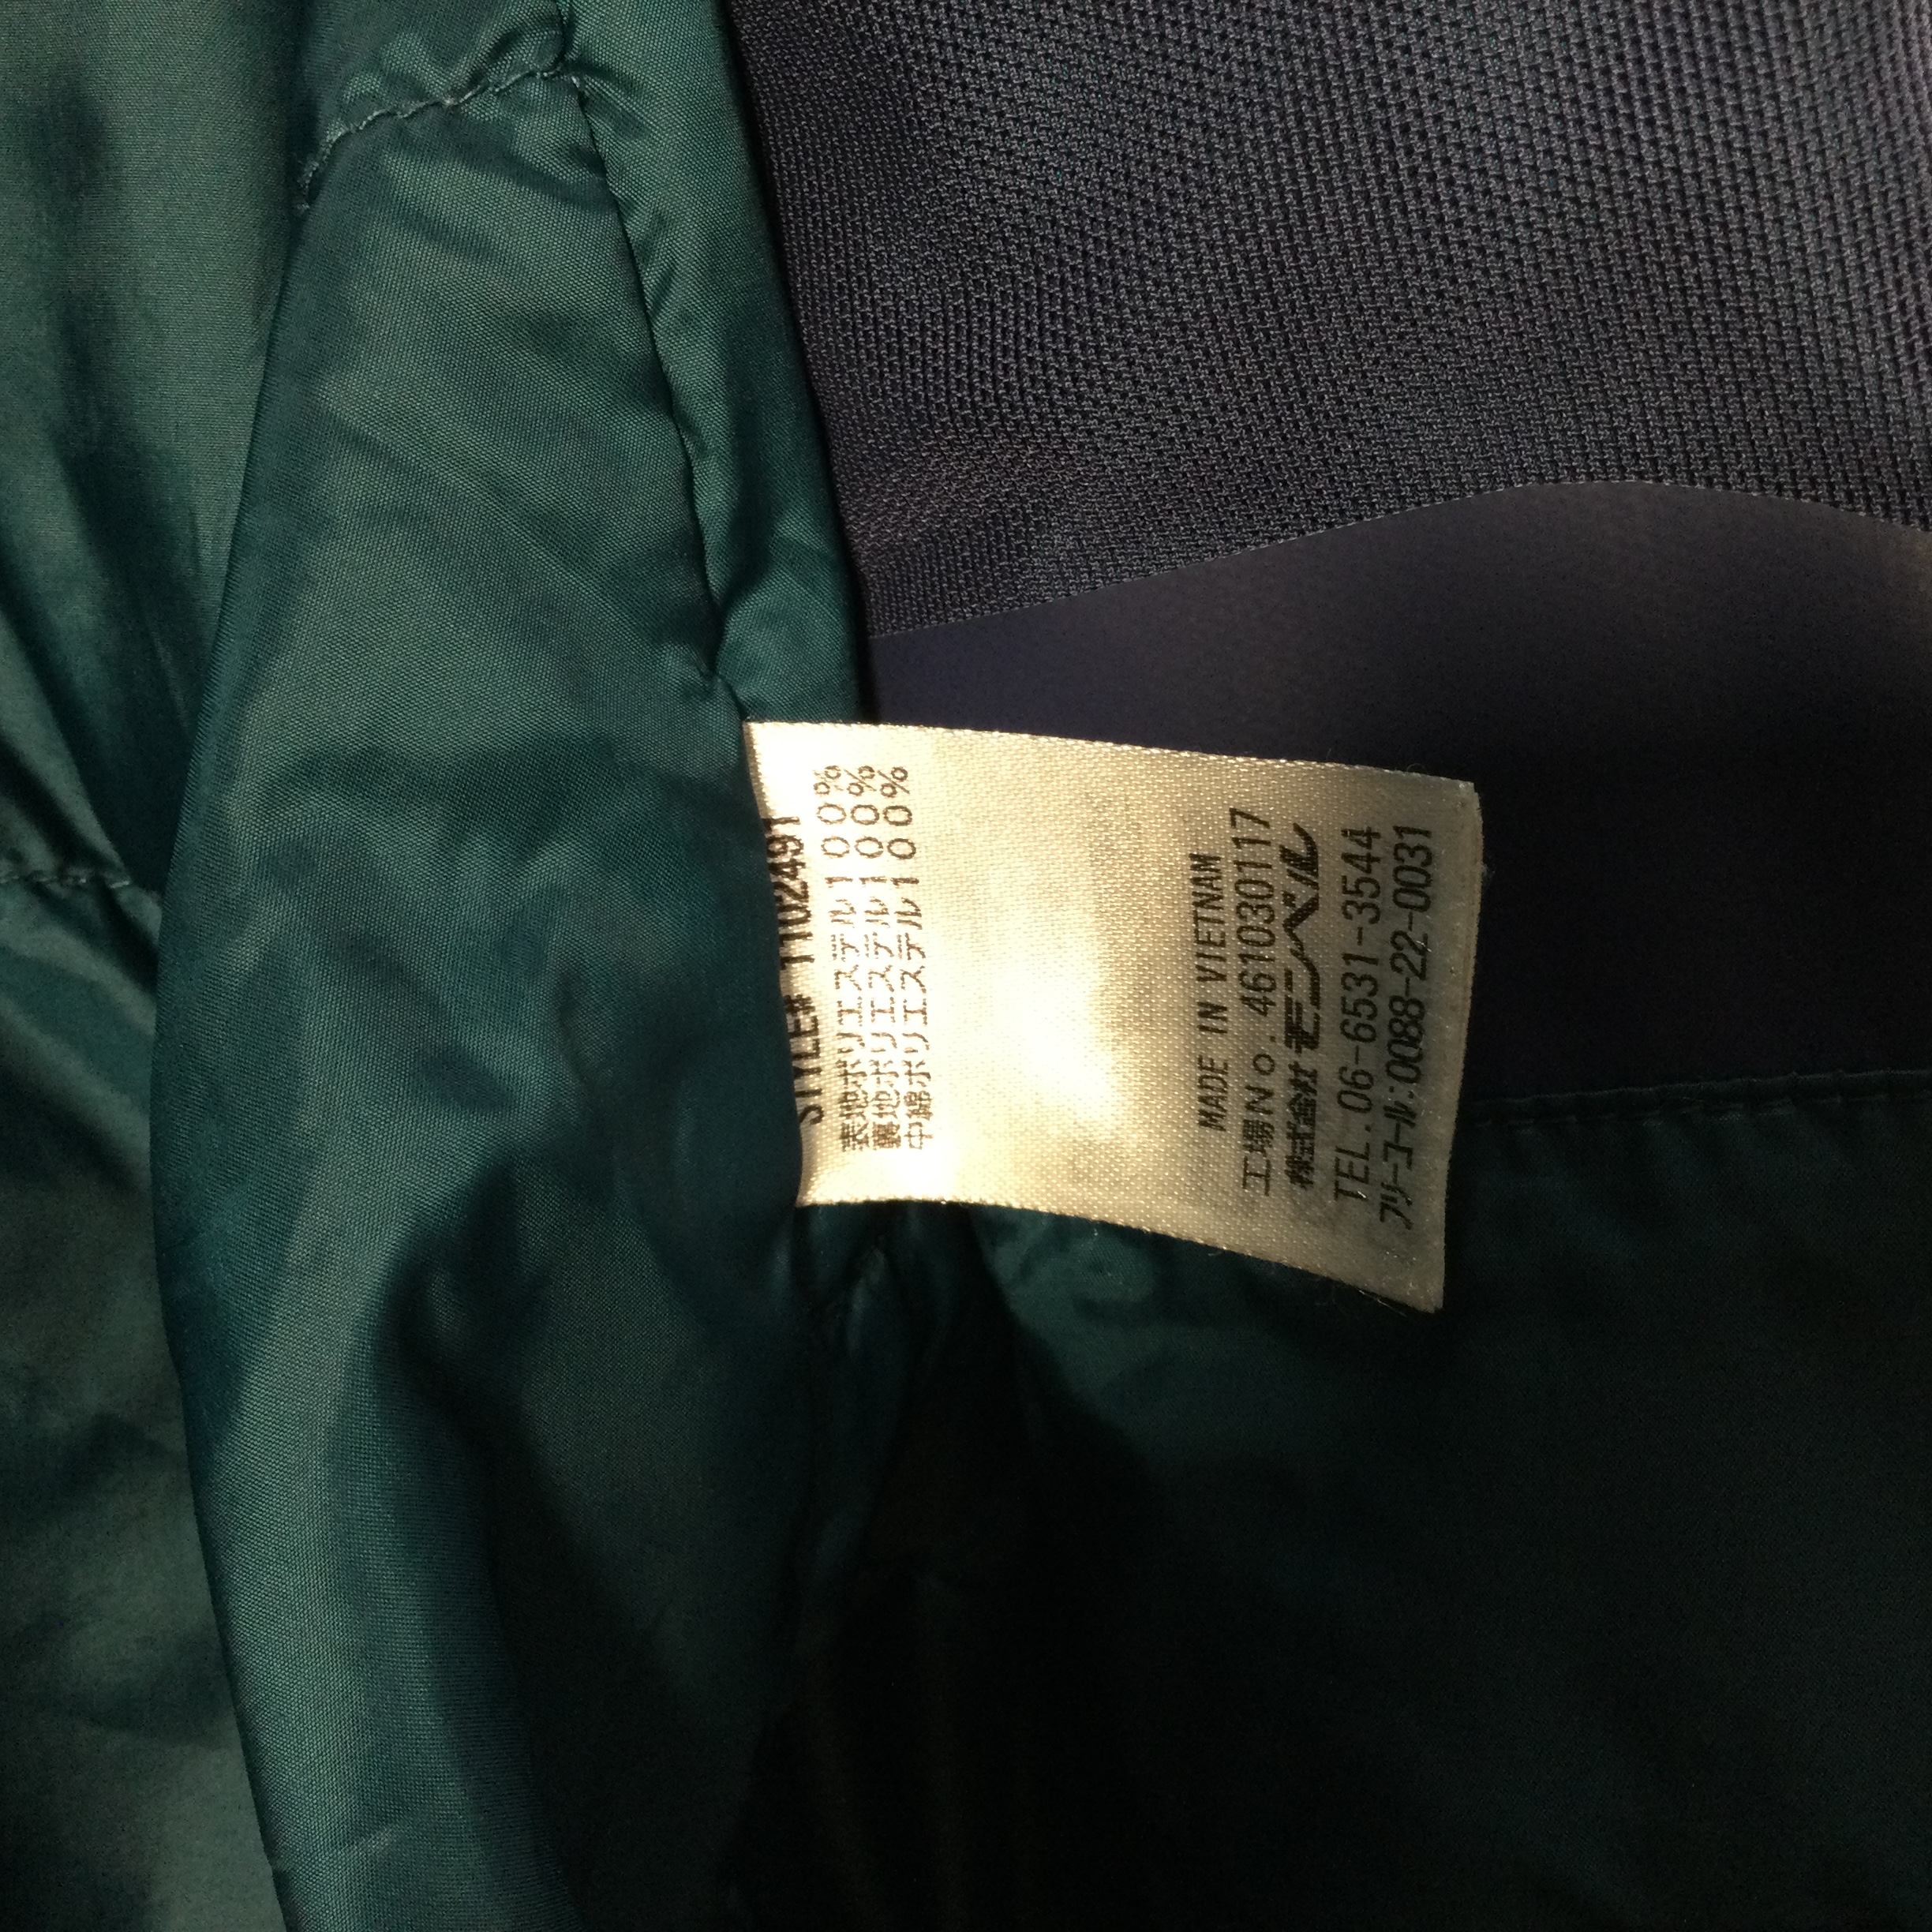 STYLE# 1102491
表地ポリエステル100%
裏地ポリエステル100%
中綿ポリエステル100%
MADE IN VIETNAM
工場No.4610300117
株式会社モンベル
TEL.06-6531-3544
フリーコール:0088-22-0031